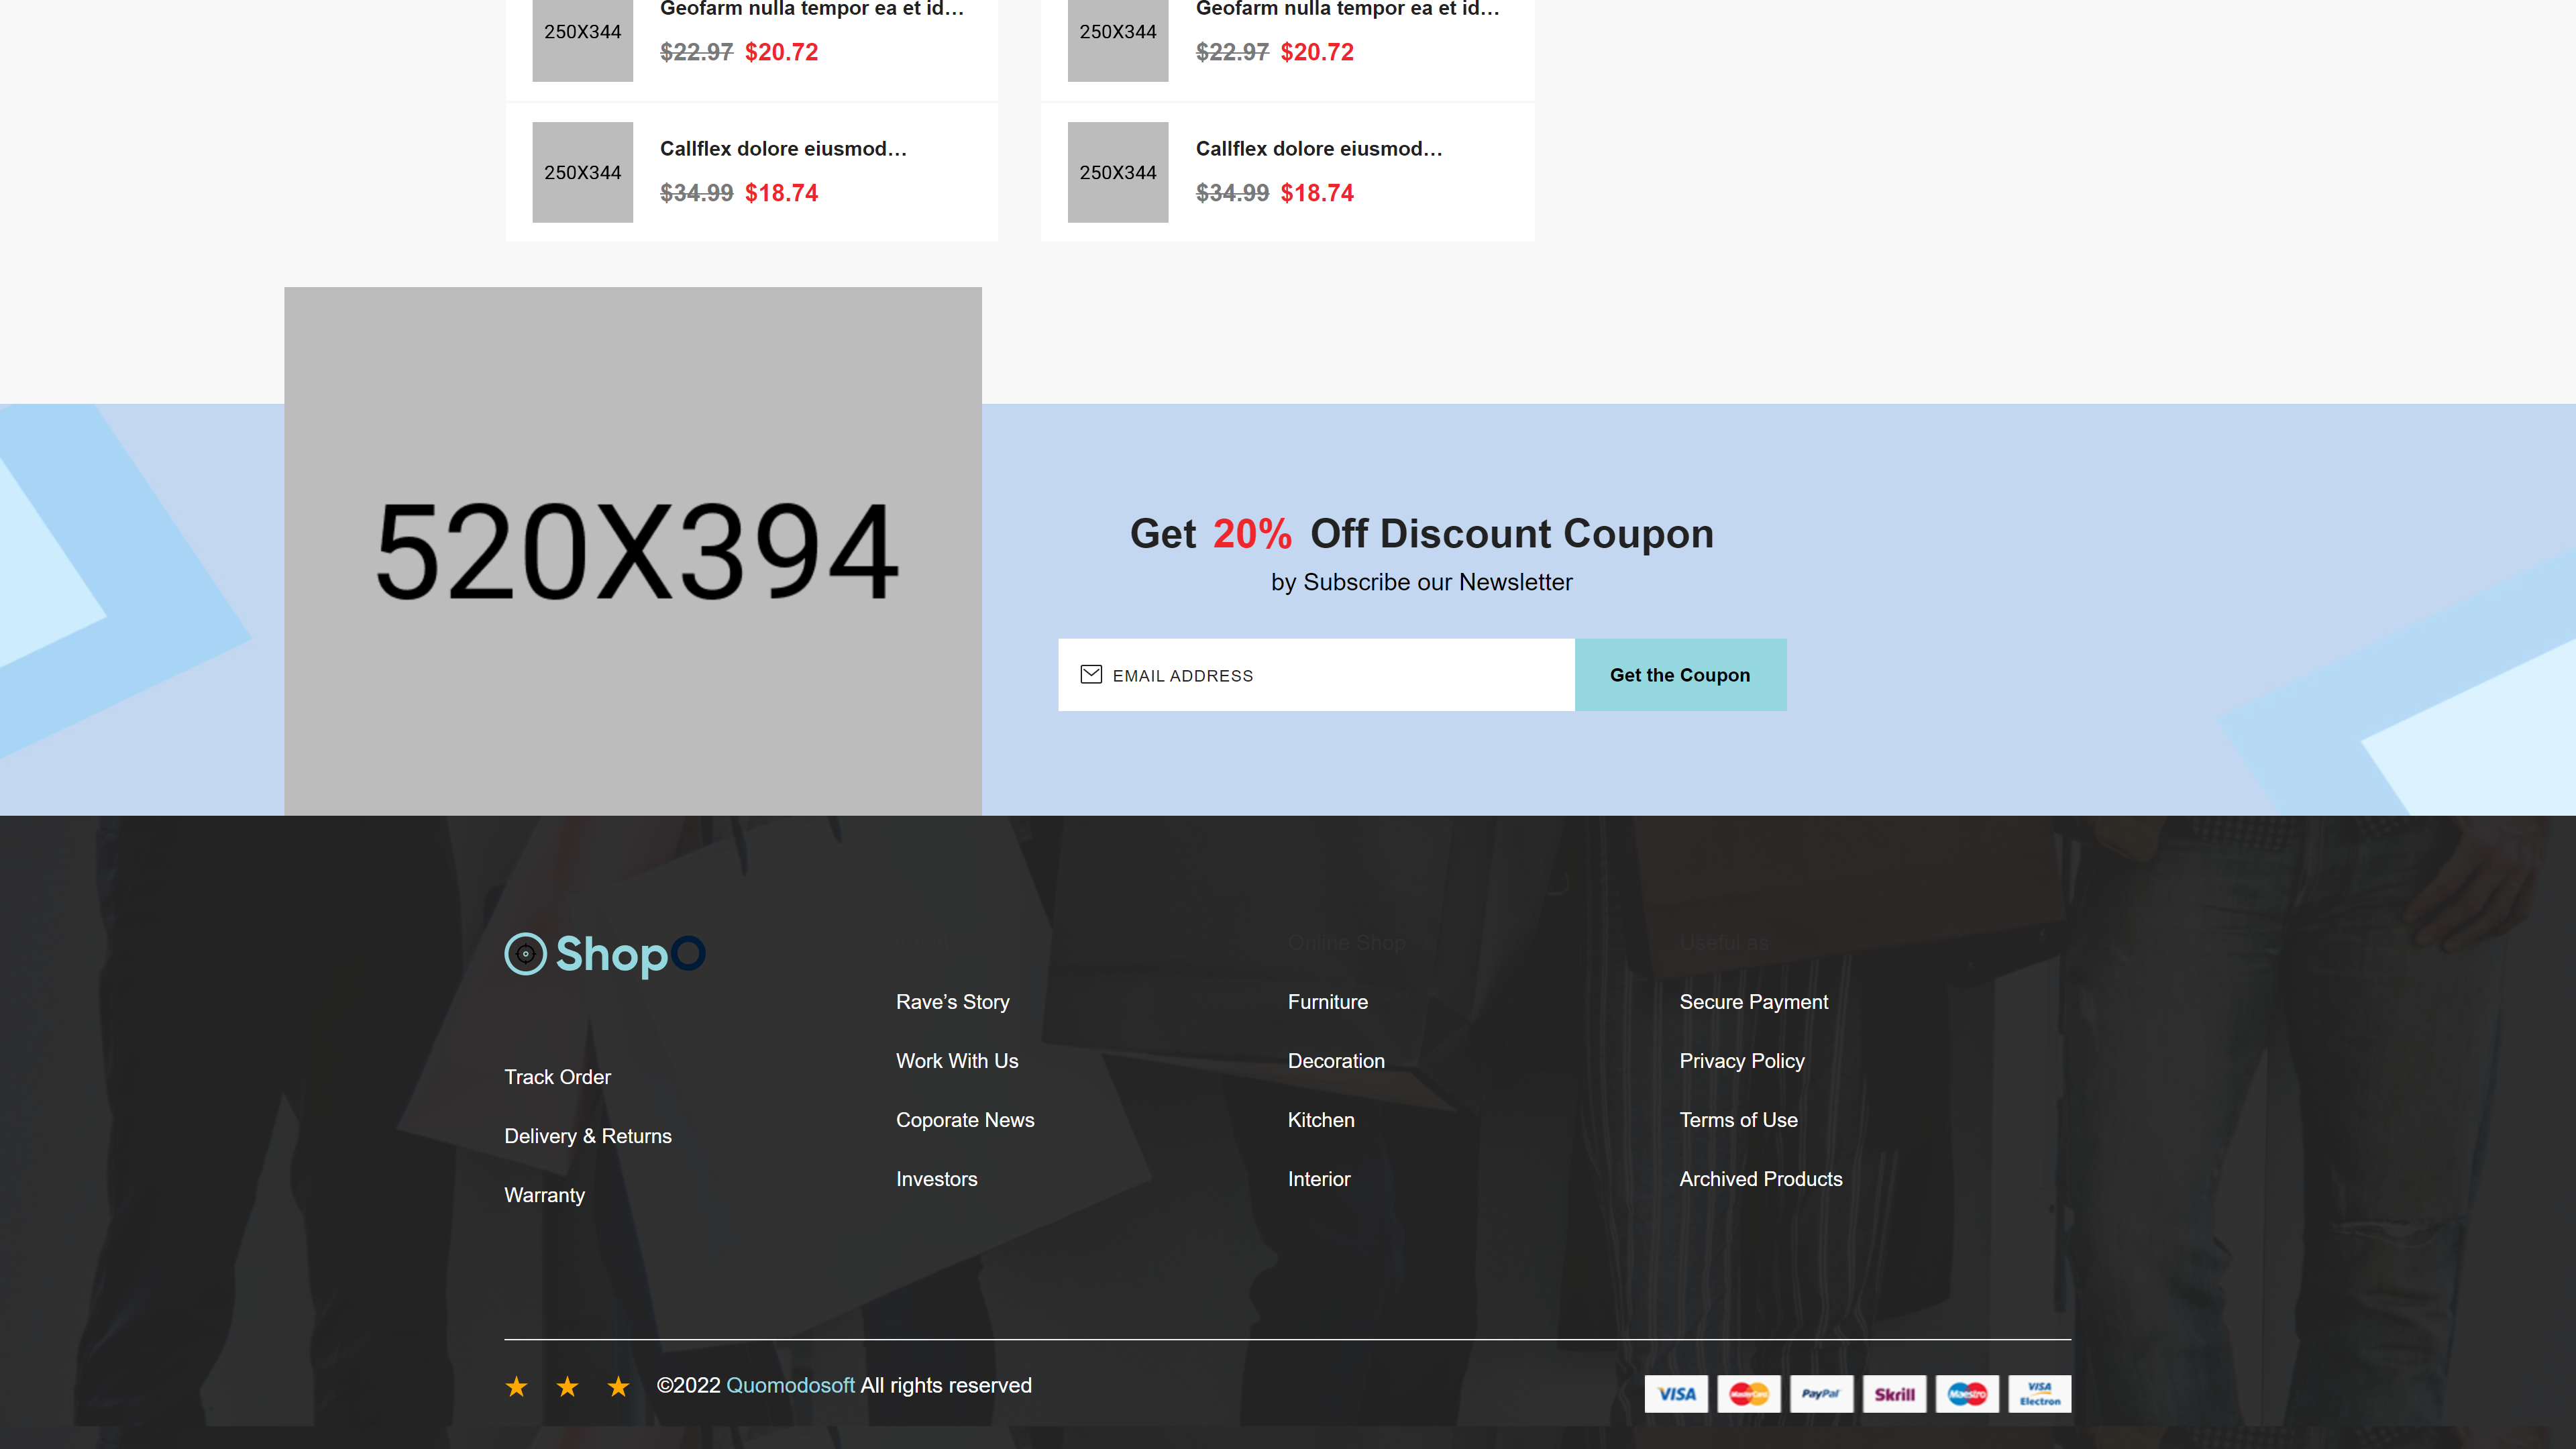 250X344
Geofarm nulla tempor ea et id...
$22.97 $20.72
250X344
Geofarm nulla tempor ea et id...
$22.97 $20.72
250X344
Callflex dolore eiusmod...
$34.99 $18.74
250X344
Callflex dolore eiusmod...
$34.99 $18.74
520X394
Get 20% Off Discount Coupon
by Subscribe our Newsletter
EMAIL ADDRESS
Get the Coupon
ShopO
Track Order
Delivery & Returns
Warranty
Rave’s Story
Work With Us
Coporate News
Investors
Online Shop
Furniture
Decoration
Kitchen
Interior
Useful as
Secure Payment
Privacy Policy
Terms of Use
Archived Products
©2022 Quomodosoft All rights reserved
VISA
MasterCard
PayPal
Skrill
Maestro
VISA
Electron